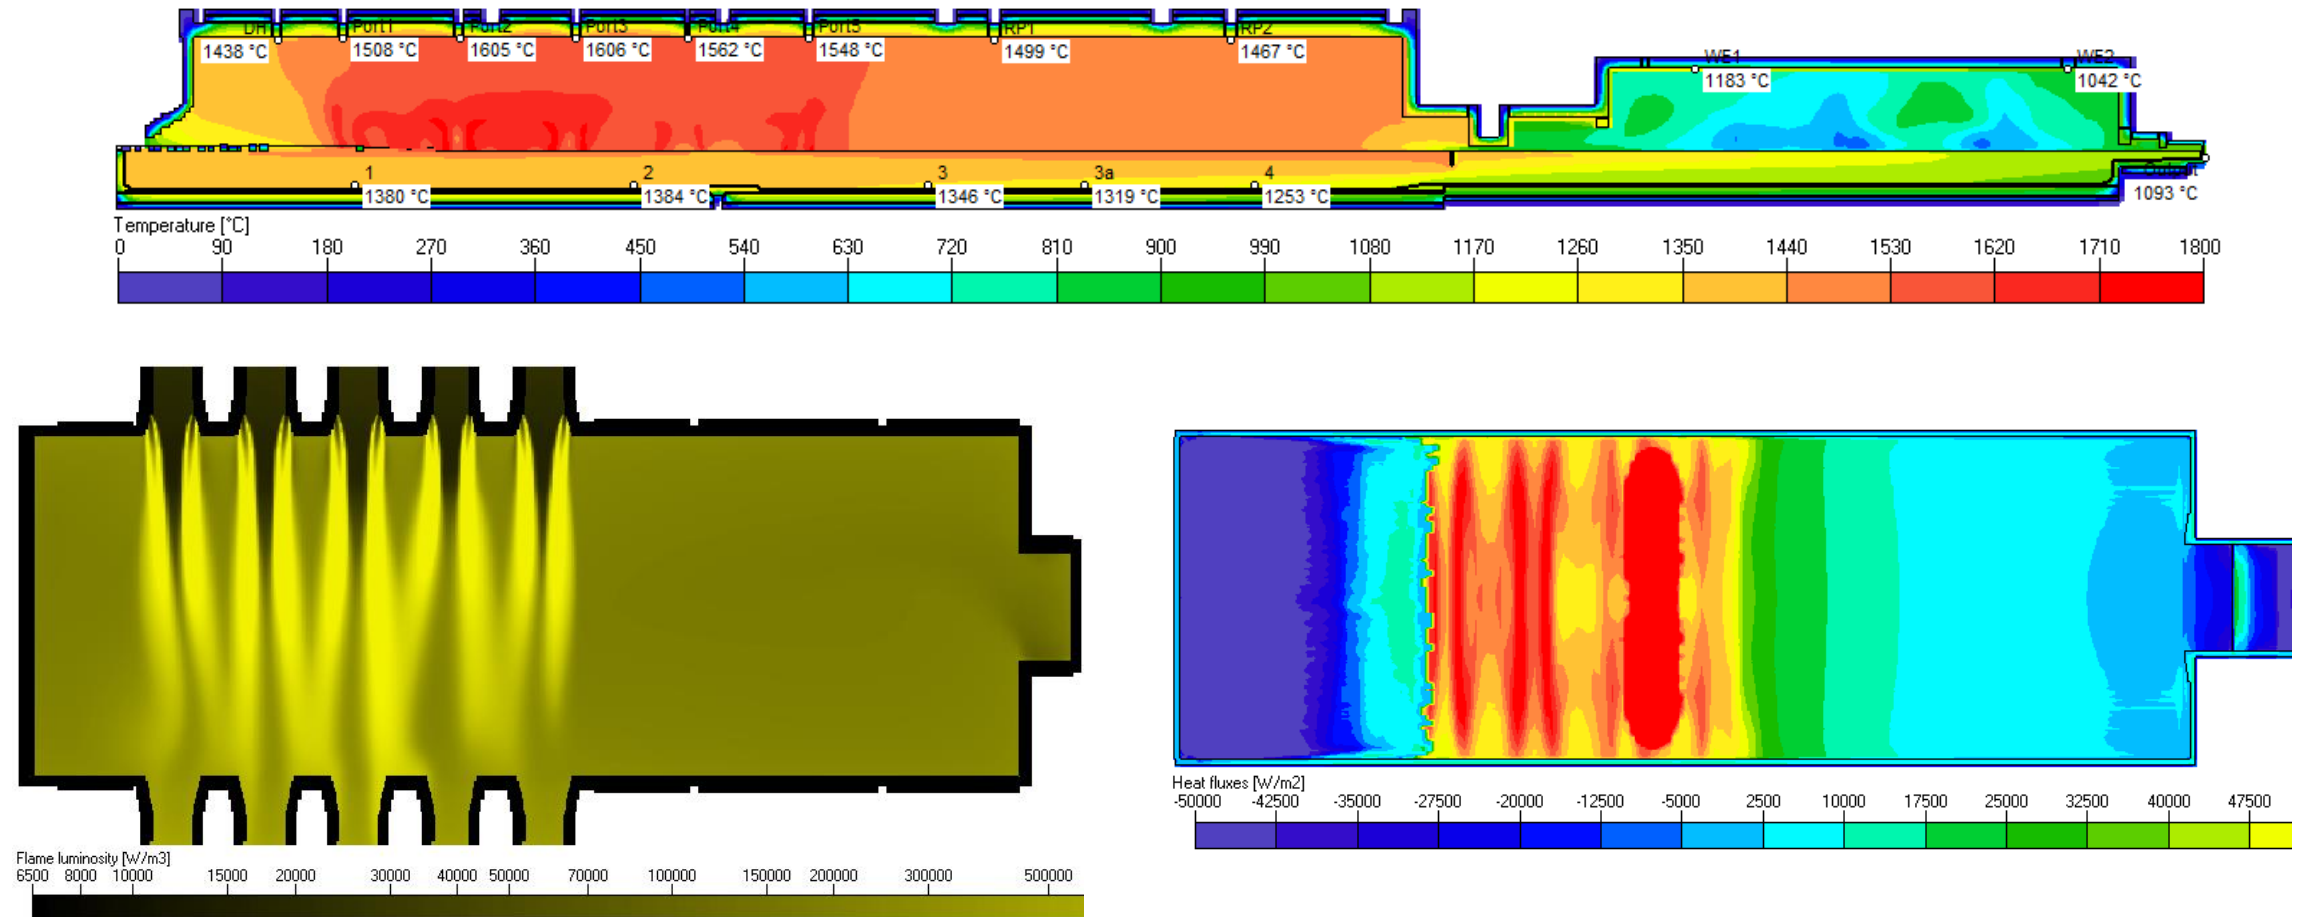 DH Port1 Port2 Port3 Port4 Port5 RP1 RP2
1438 °C 1508 °C 1605 °C 1606 °C 1562 °C 1548 °C 1499 °C 1467 °C
WE1 WE2
1183 °C 1042 °C
1 2 3 3a 4 Output
1380 °C 1384 °C 1346 °C 1319 °C 1253 °C 1093 °C
Temperature [°C]
0 90 180 270 360 450 540 630 720 810 900 990 1080 1170 1260 1350 1440 1530 1620 1710 1800
Heat fluxes [W/m2]
-50000 -42500 -35000 -27500 -20000 -12500 -5000 2500 10000 17500 25000 32500 40000 47500
Flame luminosity [W/m3]
6500 8000 10000 15000 20000 30000 40000 50000 70000 100000 150000 200000 300000 500000